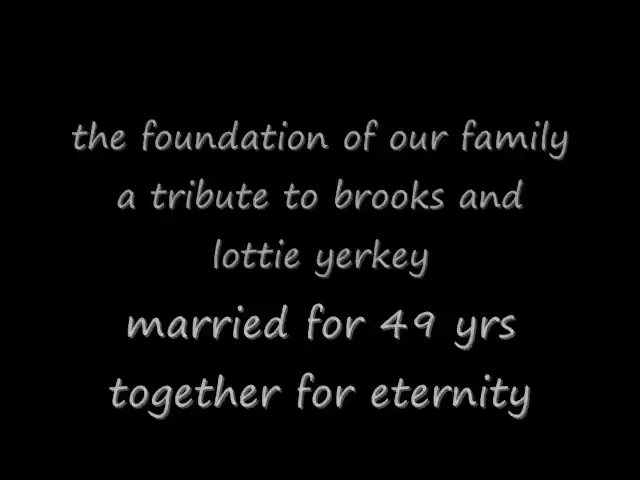 the foundation of our family
a tribute to brooks and
lottie yerkey
married for 49 yrs
together for eternity